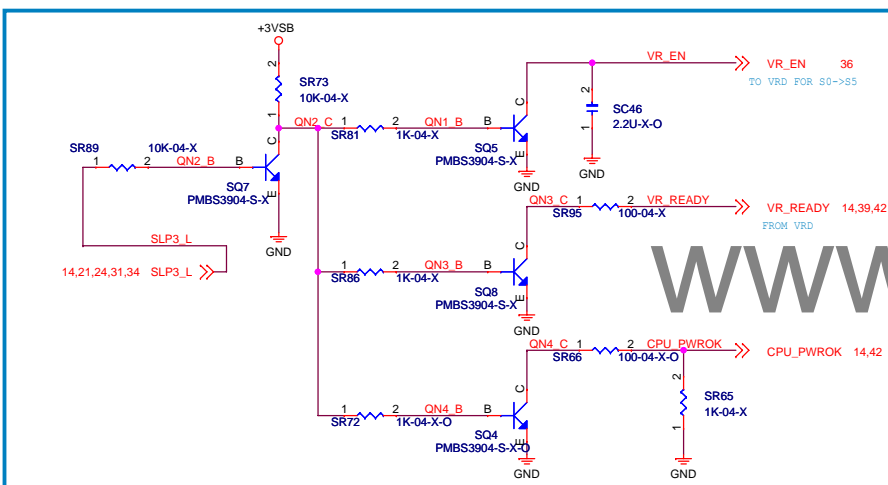 +3VSB
2
SR73
10K-04-X
1
QN2_C
1
SR81
2
1K-04-X
QN1_B
B
C
SQ5
PMBS3904-S-X
E
GND
VR_EN
VR_EN 36
TO VRD FOR S0->S5
2
SC46
2.2U-X-O
1
GND
SR89
1
10K-04-X
2
QN2_B
B
C
SQ7
PMBS3904-S-X
E
GND
SLP3_L
14,21,24,31,34 SLP3_L
QN3_C
1
SR95
2
100-04-X
VR_READY
VR_READY 14,39,42
FROM VRD
1
SR86
2
1K-04-X
QN3_B
B
C
SQ8
PMBS3904-S-X
E
GND
WWW
QN4_C
1
SR66
2
100-04-X-O
CPU_PWROK
CPU_PWROK 14,42
2
SR65
1K-04-X
1
GND
1
SR72
2
1K-04-X-O
QN4_B
B
C
SQ4
PMBS3904-S-X-O
E
GND